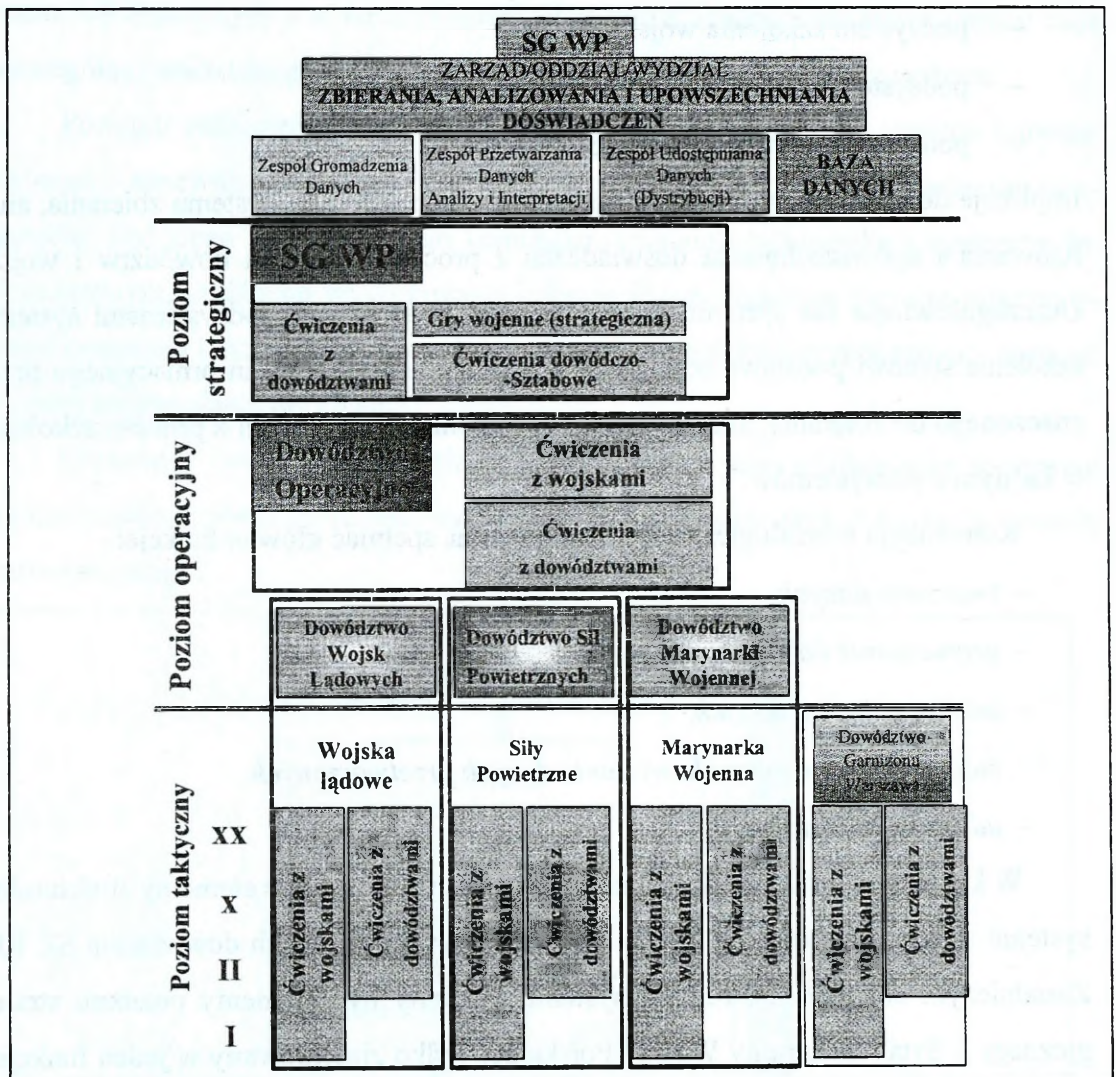 SG WP
ZARZĄD/ODDZIAŁ/WYDZIAŁ
ZBIERANIA, ANALIZOWANIA I UPOWSZECHNIANIA
DOŚWIADCZEŃ
Zespół Gromadzenia
Danych
Zespół Przetwarzania
Danych
Analizy i Interpretacji
Zespół Udostępniania
Danych
(Dystrybucji)
BAZA
DANYCH
Poziom
strategiczny
SG WP
Ćwiczenia
z
dowództwami
Gry wojenne (strategiczna)
Ćwiczenia dowódczo-
-Sztabowe
Poziom operacyjny
Dowództwo
Operacyjne
Ćwiczenia
z wojskami
Ćwiczenia
z dowództwami
Dowództwo
Wojsk
Lądowych
Dowództwo Sił
Powietrznych
Dowództwo
Marynarki
Wojennej
Poziom taktyczny
XX
X
II
I
Wojska
lądowe
Ćwiczenia z
wojskami
Ćwiczenia z
dowództwami
Siły
Powietrzne
Ćwiczenia z
wojskami
Ćwiczenia z
dowództwami
Marynarka
Wojenna
Ćwiczenia z
wojskami
Ćwiczenia z
dowództwami
Dowództwo
Garnizonu
Warszawa
Ćwiczenia z
wojskami
Ćwiczenia z
dowództwami